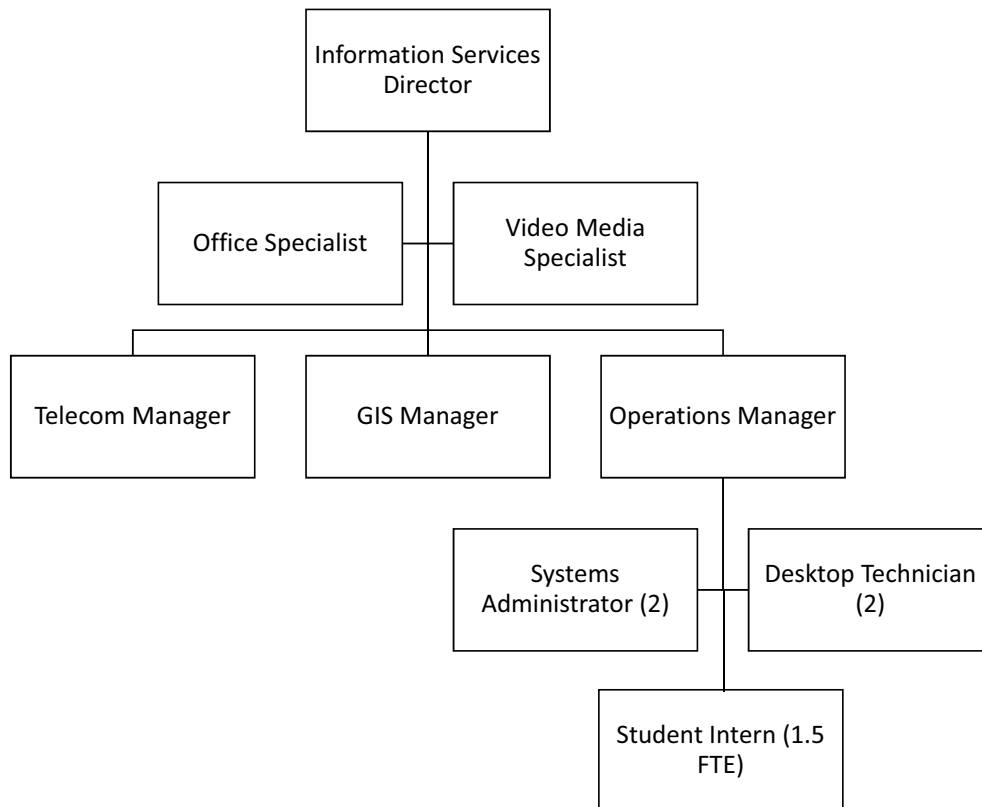 Information Services
Director
Office Specialist
Video Media
Specialist
Telecom Manager
GIS Manager
Operations Manager
Systems
Administrator (2)
Desktop Technician
(2)
Student Intern (1.5
FTE)